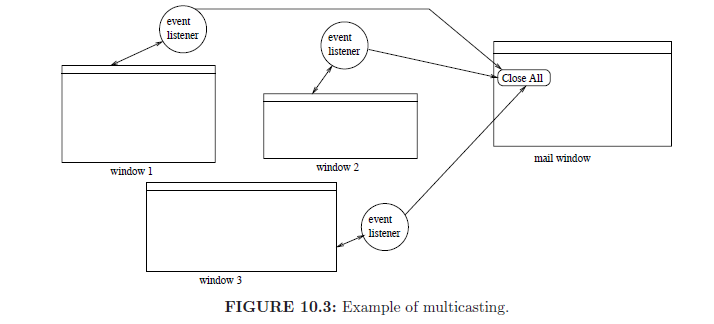 event
listener
window 1
event
listener
window 2
Close All
mail window
event
listener
window 3
FIGURE 10.3: Example of multicasting.